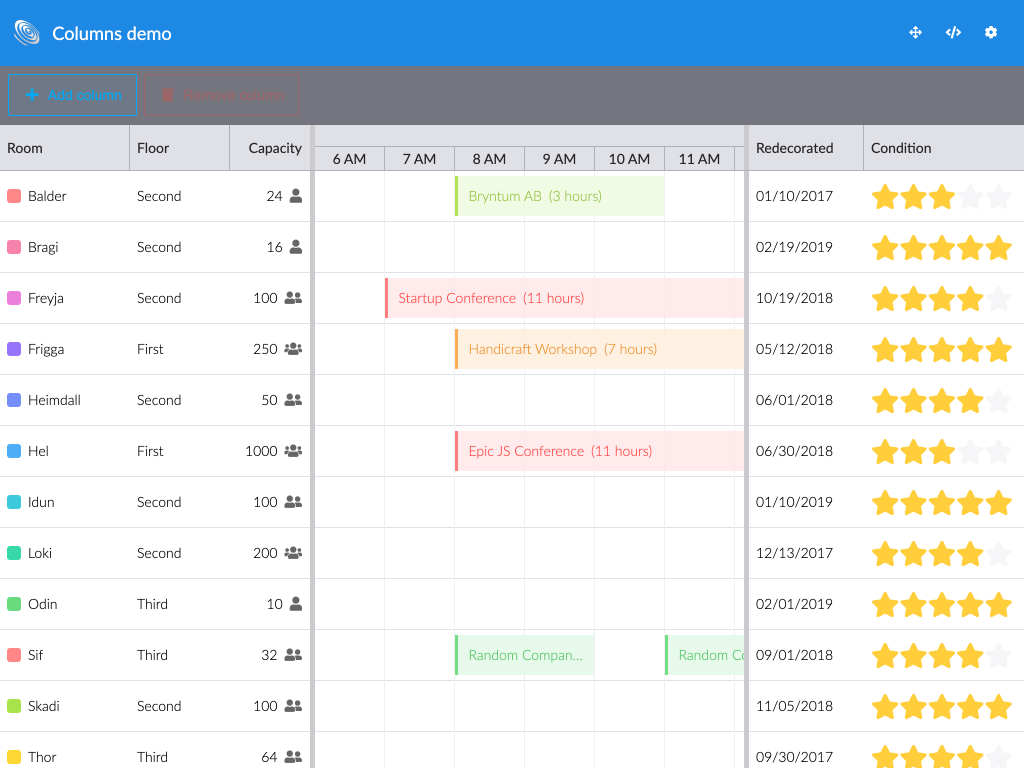 Columns demo
Add column
Room Floor Capacity 6 AM 7 AM 8 AM 9 AM 10 AM 11 AM Redecorated Condition
Balder Second 24 Bryntum AB (3 hours) 01/10/2017
Bragi Second 16 02/19/2019
Freyja Second 100 Startup Conference (11 hours) 10/19/2018
Frigga First 250 Handicraft Workshop (7 hours) 05/12/2018
Heimdall Second 50 06/01/2018
Hel First 1000 Epic JS Conference (11 hours) 06/30/2018
Idun Second 100 01/10/2019
Loki Second 200 12/13/2017
Odin Third 10 02/01/2019
Sif Third 32 Random Compan... Random Co 09/01/2018
Skadi Second 100 11/05/2018
Thor Third 64 09/30/2017